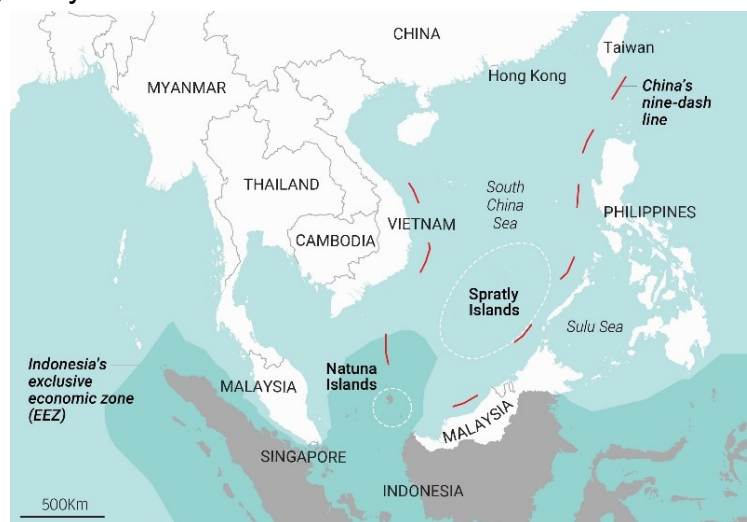 CHINA
Taiwan
Hong Kong
China's
nine-dash
line
MYANMAR
THAILAND
South
China
Sea
PHILIPPINES
VIETNAM
CAMBODIA
Spratly
Islands
Sulu Sea
Indonesia's
exclusive
economic zone
(EEZ)
Natuna
Islands
MALAYSIA
MALAYSIA
SINGAPORE
INDONESIA
500Km